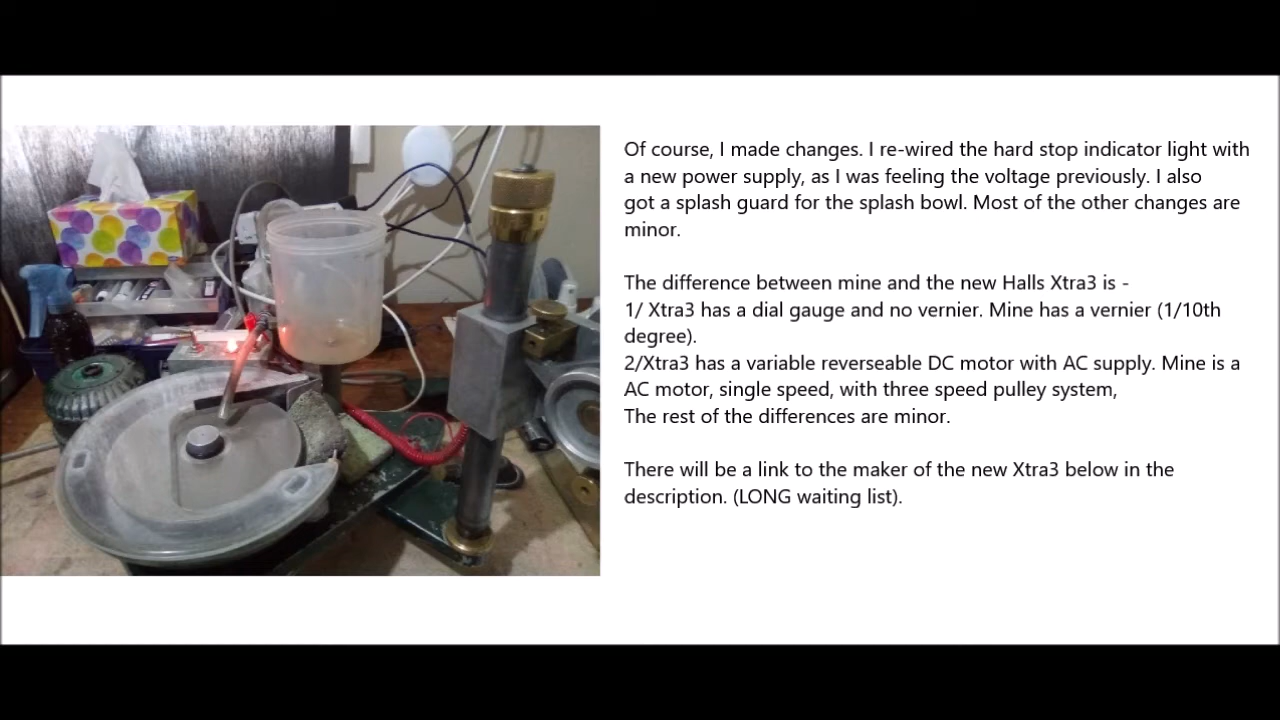 Of course, I made changes. I re-wired the hard stop indicator light with
a new power supply, as I was feeling the voltage previously. I also
got a splash guard for the splash bowl. Most of the other changes are
minor.
The difference between mine and the new Halls Xtra3 is -
1/ Xtra3 has a dial gauge and no vernier. Mine has a vernier (1/10th
degree).
2/Xtra3 has a variable reverseable DC motor with AC supply. Mine is a
AC motor, single speed, with three speed pulley system,
The rest of the differences are minor.
There will be a link to the maker of the new Xtra3 below in the
description. (LONG waiting list).